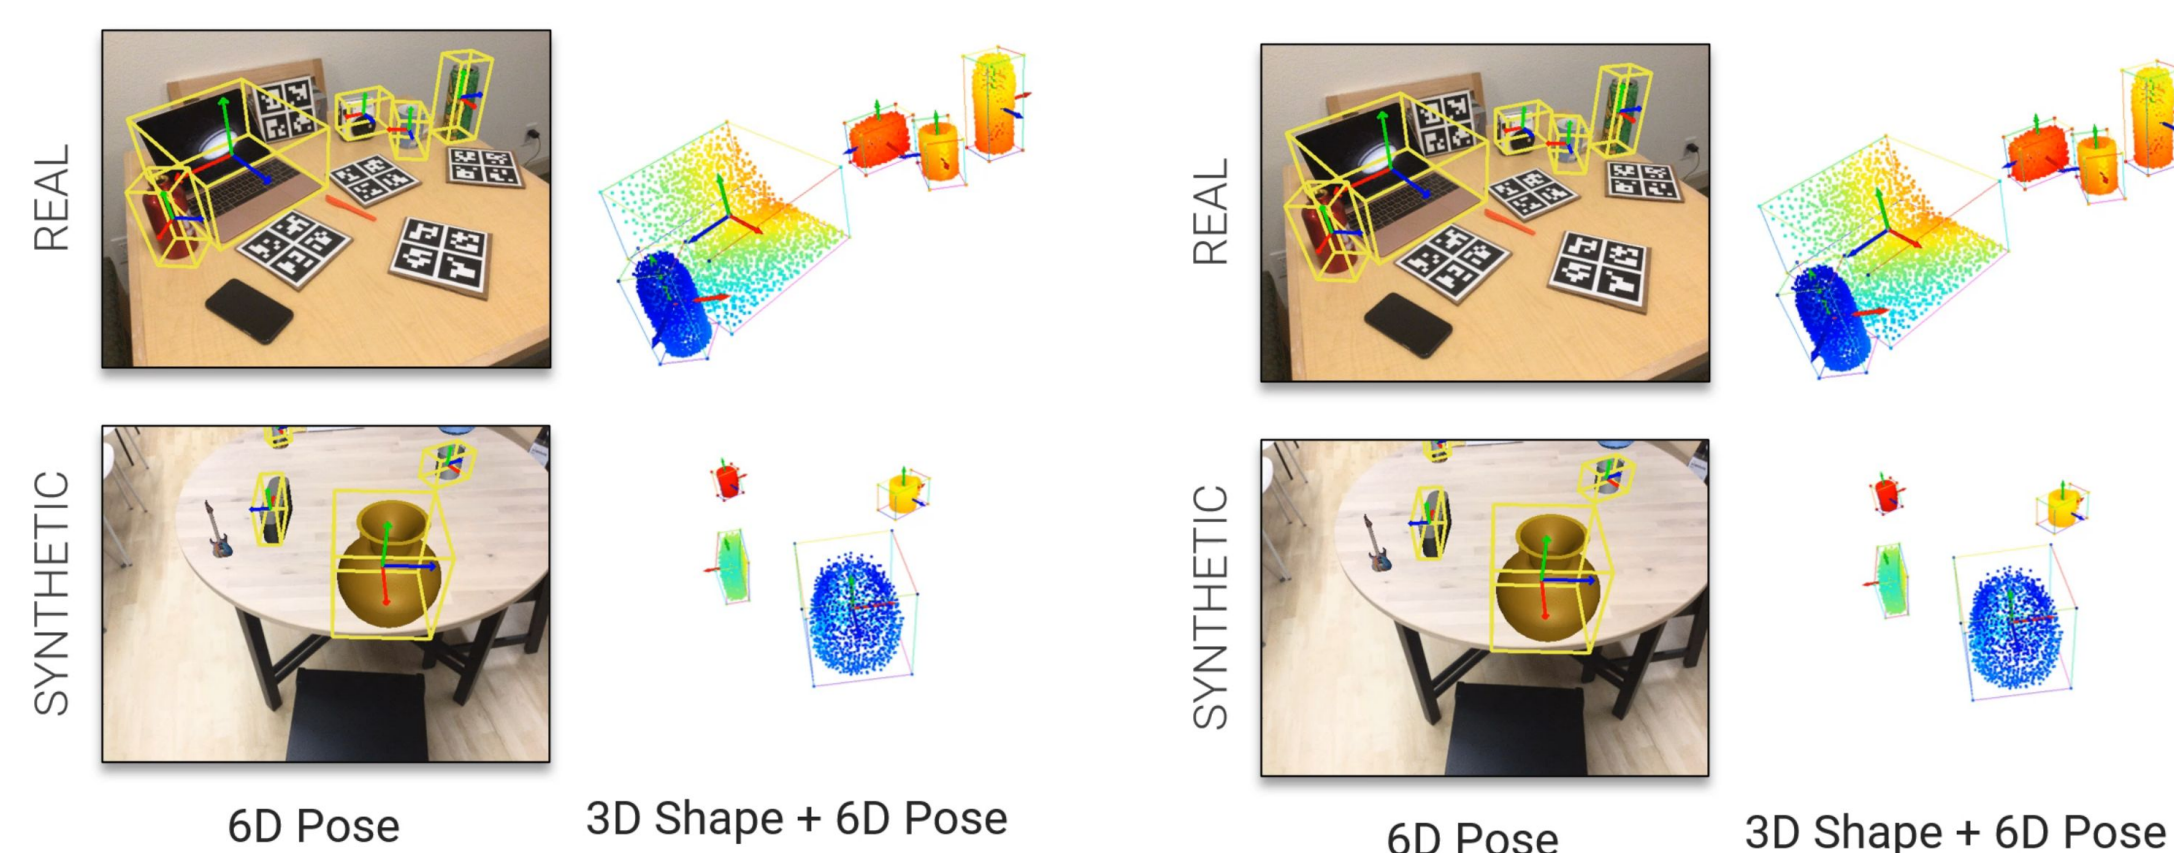 REAL
SYNTHETIC
6D Pose
3D Shape + 6D Pose
REAL
SYNTHETIC
6D Pose
3D Shape + 6D Pose